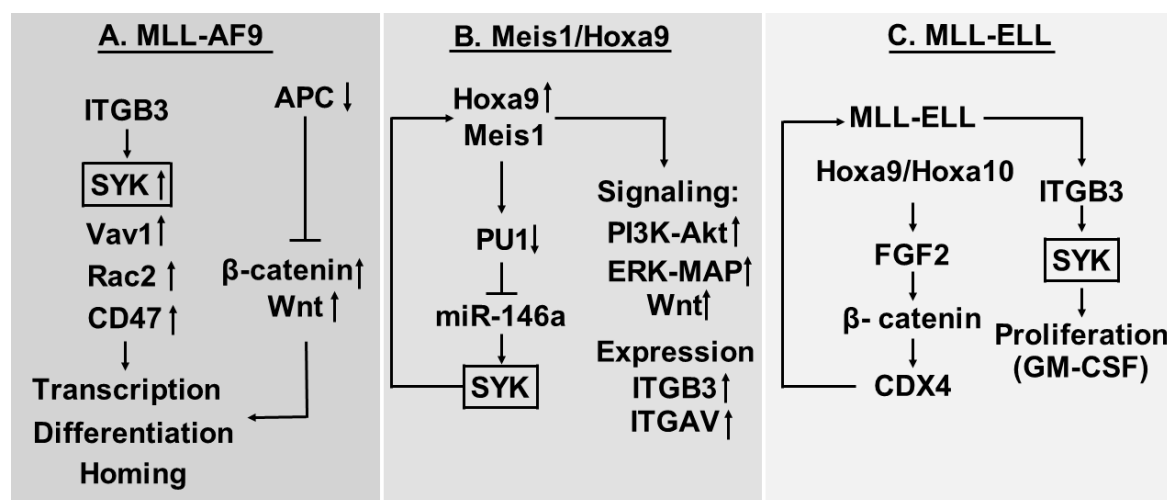 A. MLL-AF9
ITGB3
SYK ↑
Vav1 ↑
Rac2 ↑
CD47 ↑
Transcription
Differentiation
Homing
APC ↓
β-catenin ↑
Wnt ↑
B. Meis1/Hoxa9
Hoxa9 ↑
Meis1
PU1 ↓
miR-146a
SYK
Signaling:
PI3K-Akt ↑
ERK-MAP ↑
Wnt ↑
Expression
ITGB3 ↑
ITGAV ↑
C. MLL-ELL
MLL-ELL
Hoxa9/Hoxa10
FGF2
β- catenin
CDX4
ITGB3
SYK
Proliferation
(GM-CSF)